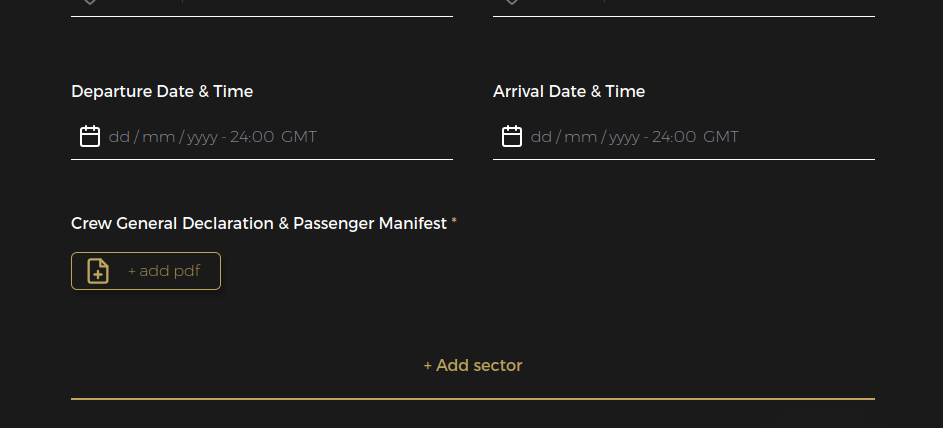 Departure Date & Time
Arrival Date & Time
dd / mm / yyyy - 24:00 GMT
dd / mm / yyyy - 24:00 GMT
Crew General Declaration & Passenger Manifest *
+ add pdf
+ Add sector